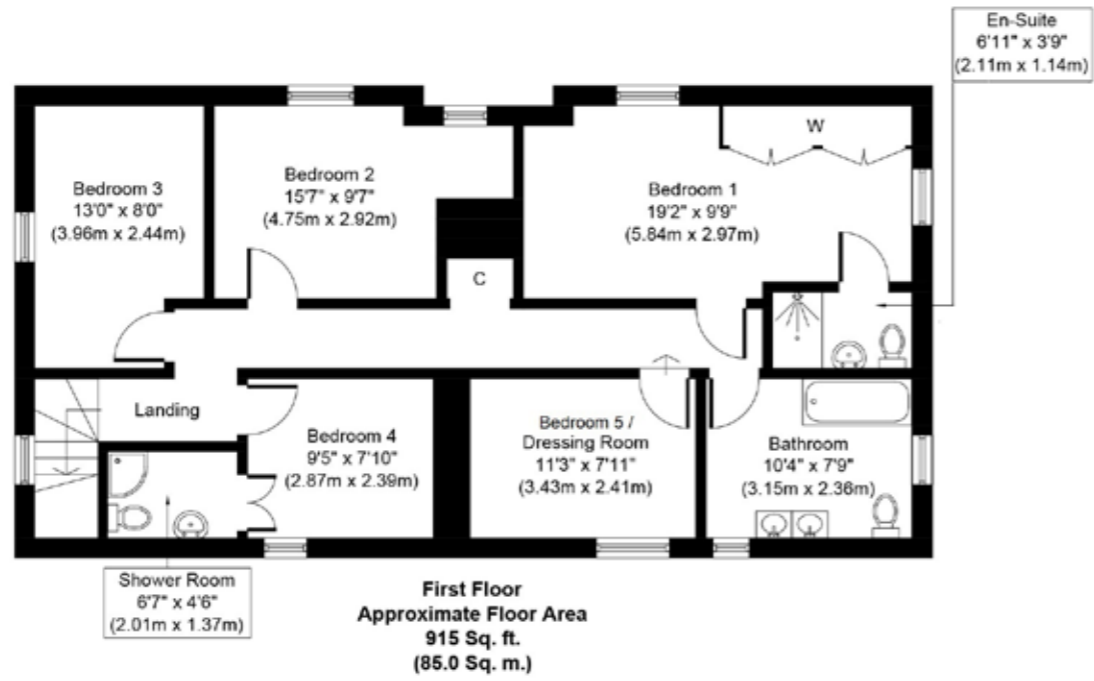 En-Suite
6'11" x 3'9"
(2.11m x 1.14m)
W
Bedroom 3
13'0" x 8'0"
(3.96m x 2.44m)
Bedroom 2
15'7" x 9'7"
(4.75m x 2.92m)
Bedroom 1
19'2" x 9'9"
(5.84m x 2.97m)
C
Landing
Bedroom 4
9'5" x 7'10"
(2.87m x 2.39m)
Bedroom 5 /
Dressing Room
11'3" x 7'11"
(3.43m x 2.41m)
Bathroom
10'4" x 7'9"
(3.15m x 2.36m)
Shower Room
6'7" x 4'6"
(2.01m x 1.37m)
First Floor
Approximate Floor Area
915 Sq. ft.
(85.0 Sq. m.)